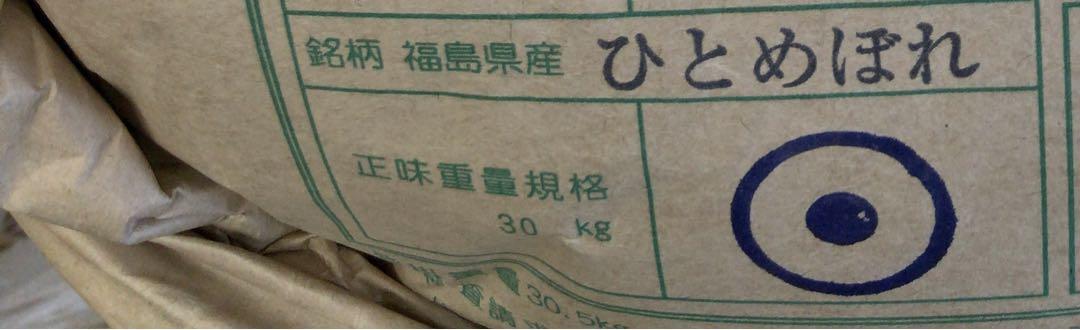 銘柄 福島県産 ひとめぼれ
正味重量規格
30 kg
30.5kg